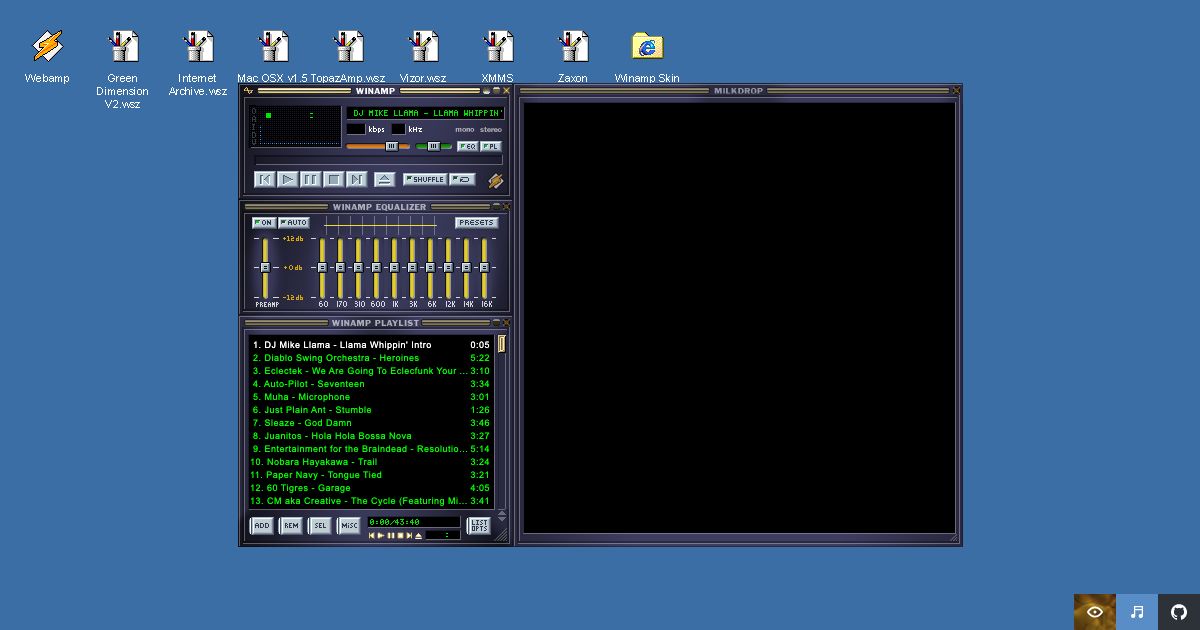 Webamp
Green
Dimension
V2.wsz
Internet
Archive.wsz
Mac OSX v1.5
TopazAmp.wsz
Vizor.wsz
XMMS
Zaxon
Winamp Skin
WINAMP
MILKDROP
O
A
I
D
V
DJ MIKE LLAMA - LLAMA WHIPPIN'
kbps
kHz
mono stereo
EQ
PL
SHUFFLE
WINAMP EQUALIZER
ON
AUTO
PRESETS
+12db
+0db
-12db
PREAMP
60 170 310 600 1K 3K 6K 12K 14K 16K
WINAMP PLAYLIST
1. DJ Mike Llama - Llama Whippin' Intro 0:05
2. Diablo Swing Orchestra - Heroines 5:22
3. Eclectek - We Are Going To Eclecfunk Your ... 3:10
4. Auto-Pilot - Seventeen 3:34
5. Muha - Microphone 3:01
6. Just Plain Ant - Stumble 1:26
7. Sleaze - God Damn 3:46
8. Juanitos - Hola Hola Bossa Nova 3:27
9. Entertainment for the Braindead - Resolutio... 5:14
10. Nobara Hayakawa - Trail 3:24
11. Paper Navy - Tongue Tied 3:21
12. 60 Tigres - Garage 4:05
13. CM aka Creative - The Cycle (Featuring Mi... 3:41
ADD
REM
SEL
MISC
0:00/43:40
:
LIST
OPTS